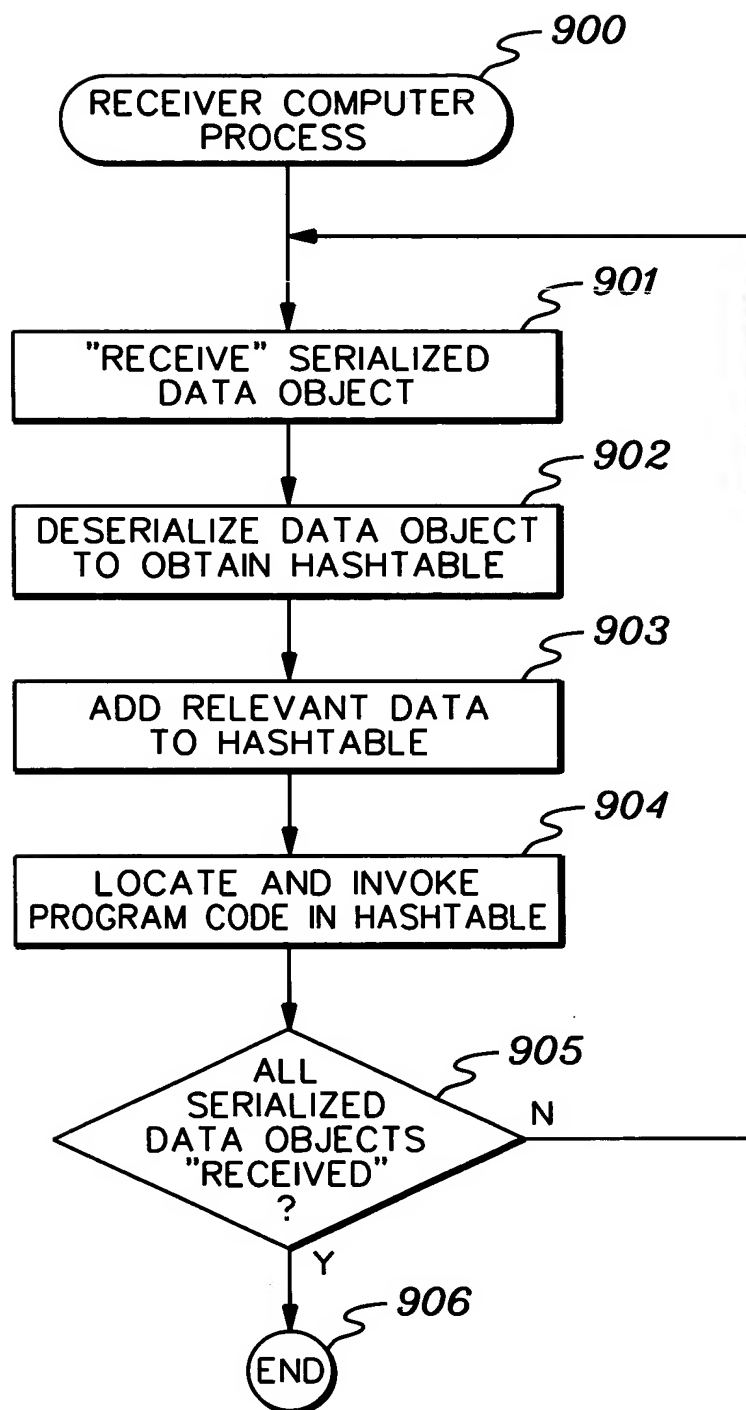 900
RECEIVER COMPUTER
PROCESS
901
"RECEIVE" SERIALIZED
DATA OBJECT
902
DESERIALIZE DATA OBJECT
TO OBTAIN HASHTABLE
903
ADD RELEVANT DATA
TO HASHTABLE
904
LOCATE AND INVOKE
PROGRAM CODE IN HASHTABLE
905
ALL
SERIALIZED
DATA OBJECTS
"RECEIVED"
?
N
Y
906
END